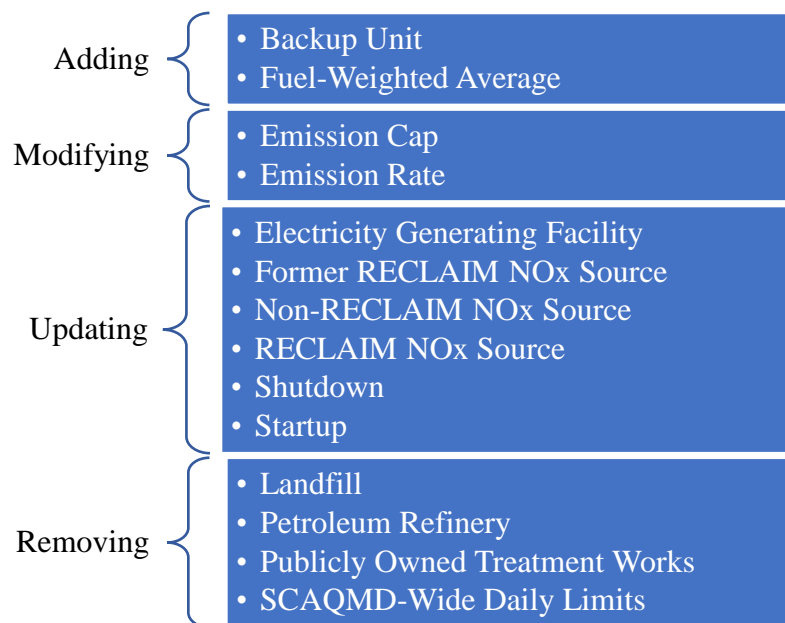 Adding
• Backup Unit
• Fuel-Weighted Average
Modifying
• Emission Cap
• Emission Rate
Updating
• Electricity Generating Facility
• Former RECLAIM NOx Source
• Non-RECLAIM NOx Source
• RECLAIM NOx Source
• Shutdown
• Startup
Removing
• Landfill
• Petroleum Refinery
• Publicly Owned Treatment Works
• SCAQMD-Wide Daily Limits